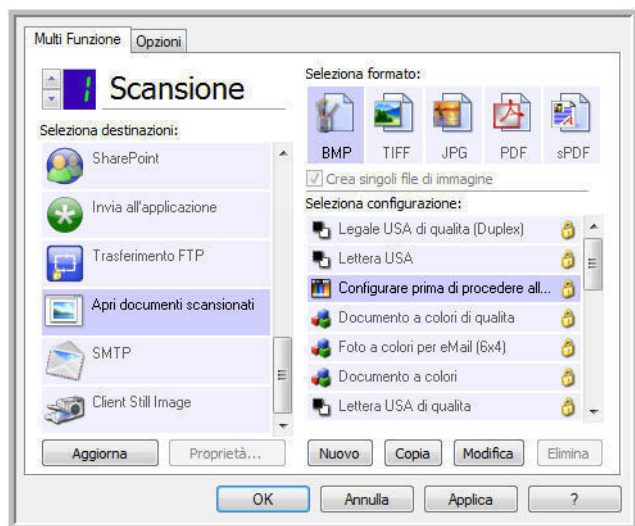 Multi Funzione
Opzioni
1 Scansione
Seleziona destinazioni:
SharePoint
Invia all'applicazione
Trasferimento FTP
Apri documenti scansionati
SMTP
Client Still Image
Aggiorna
Proprietà...
Seleziona formato:
BMP TIFF JPG PDF sPDF
Crea singoli file di immagine
Seleziona configurazione:
Legale USA di qualita (Duplex)
Lettera USA
Configurare prima di procedere all...
Documento a colori di qualita
Foto a colori per eMail (6x4)
Documento a colori
Lettera USA di qualita
Nuovo
Copia
Modifica
Elimina
OK
Annulla
Applica
?